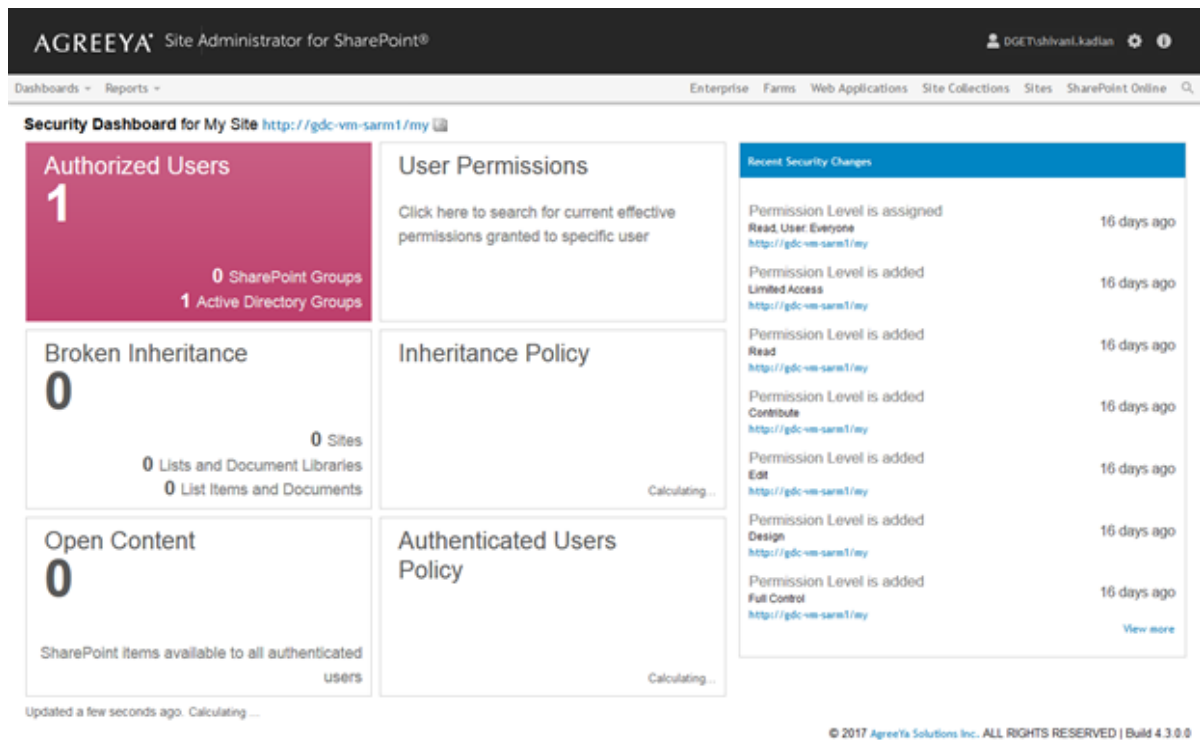 AGREEYA Site Administrator for SharePoint®
DGET\shivani.kadian
Dashboards Reports
Enterprise Farms Web Applications Site Collections Sites SharePoint Online
Security Dashboard for My Site http://gdc-vm-sarm1/my
Authorized Users
1
0 SharePoint Groups
1 Active Directory Groups
User Permissions
Click here to search for current effective
permissions granted to specific user
Broken Inheritance
0
0 Sites
0 Lists and Document Libraries
0 List Items and Documents
Inheritance Policy
Calculating...
Open Content
0
SharePoint items available to all authenticated
users
Authenticated Users
Policy
Calculating...
Recent Security Changes
Permission Level is assigned
Read, User: Everyone
http://gdc-vm-sarm1/my
16 days ago
Permission Level is added
Limited Access
http://gdc-vm-sarm1/my
16 days ago
Permission Level is added
Read
http://gdc-vm-sarm1/my
16 days ago
Permission Level is added
Contribute
http://gdc-vm-sarm1/my
16 days ago
Permission Level is added
Edit
http://gdc-vm-sarm1/my
16 days ago
Permission Level is added
Design
http://gdc-vm-sarm1/my
16 days ago
Permission Level is added
Full Control
http://gdc-vm-sarm1/my
16 days ago
View more
Updated a few seconds ago. Calculating ...
© 2017 AgreeYa Solutions Inc. ALL RIGHTS RESERVED | Build 4.3.0.0